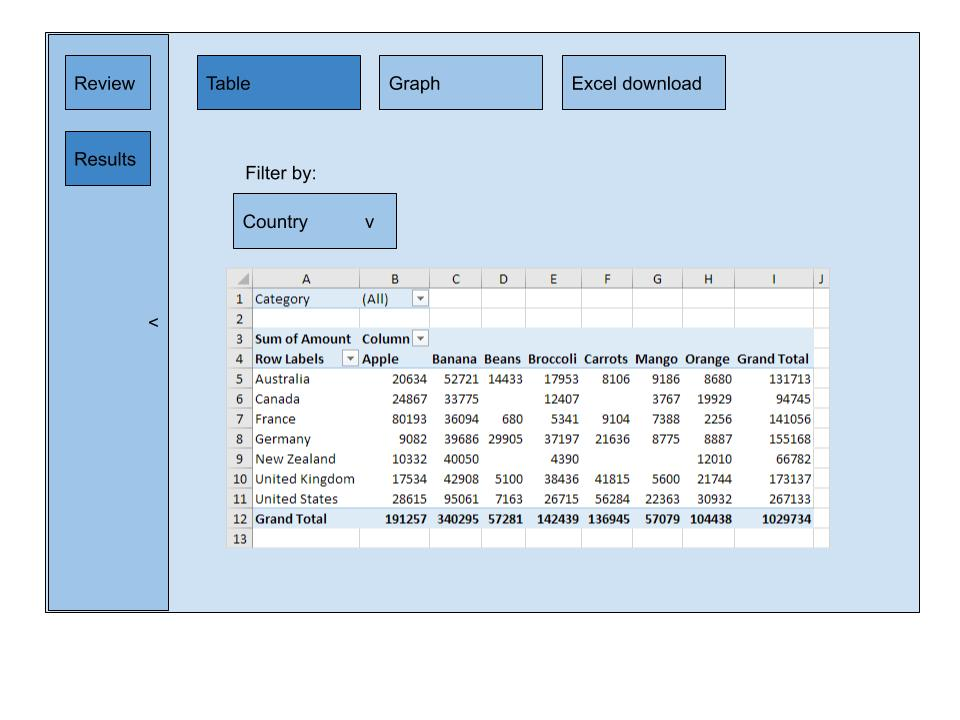 Review
Results
<
Table Graph Excel download
Filter by:
Country v
A B C D E F G H I J
1 Category (All)
2
3 Sum of Amount Column
4 Row Labels Apple Banana Beans Broccoli Carrots Mango Orange Grand Total
5 Australia 20634 52721 14433 17953 8106 9186 8680 131713
6 Canada 24867 33775 12407 3767 19929 94745
7 France 80193 36094 680 5341 9104 7388 2256 141056
8 Germany 9082 39686 29905 37197 21636 8775 8887 155168
9 New Zealand 10332 40050 4390 12010 66782
10 United Kingdom 17534 42908 5100 38436 41815 5600 21744 173137
11 United States 28615 95061 7163 26715 56284 22363 30932 267133
12 Grand Total 191257 340295 57281 142439 136945 57079 104438 1029734
13